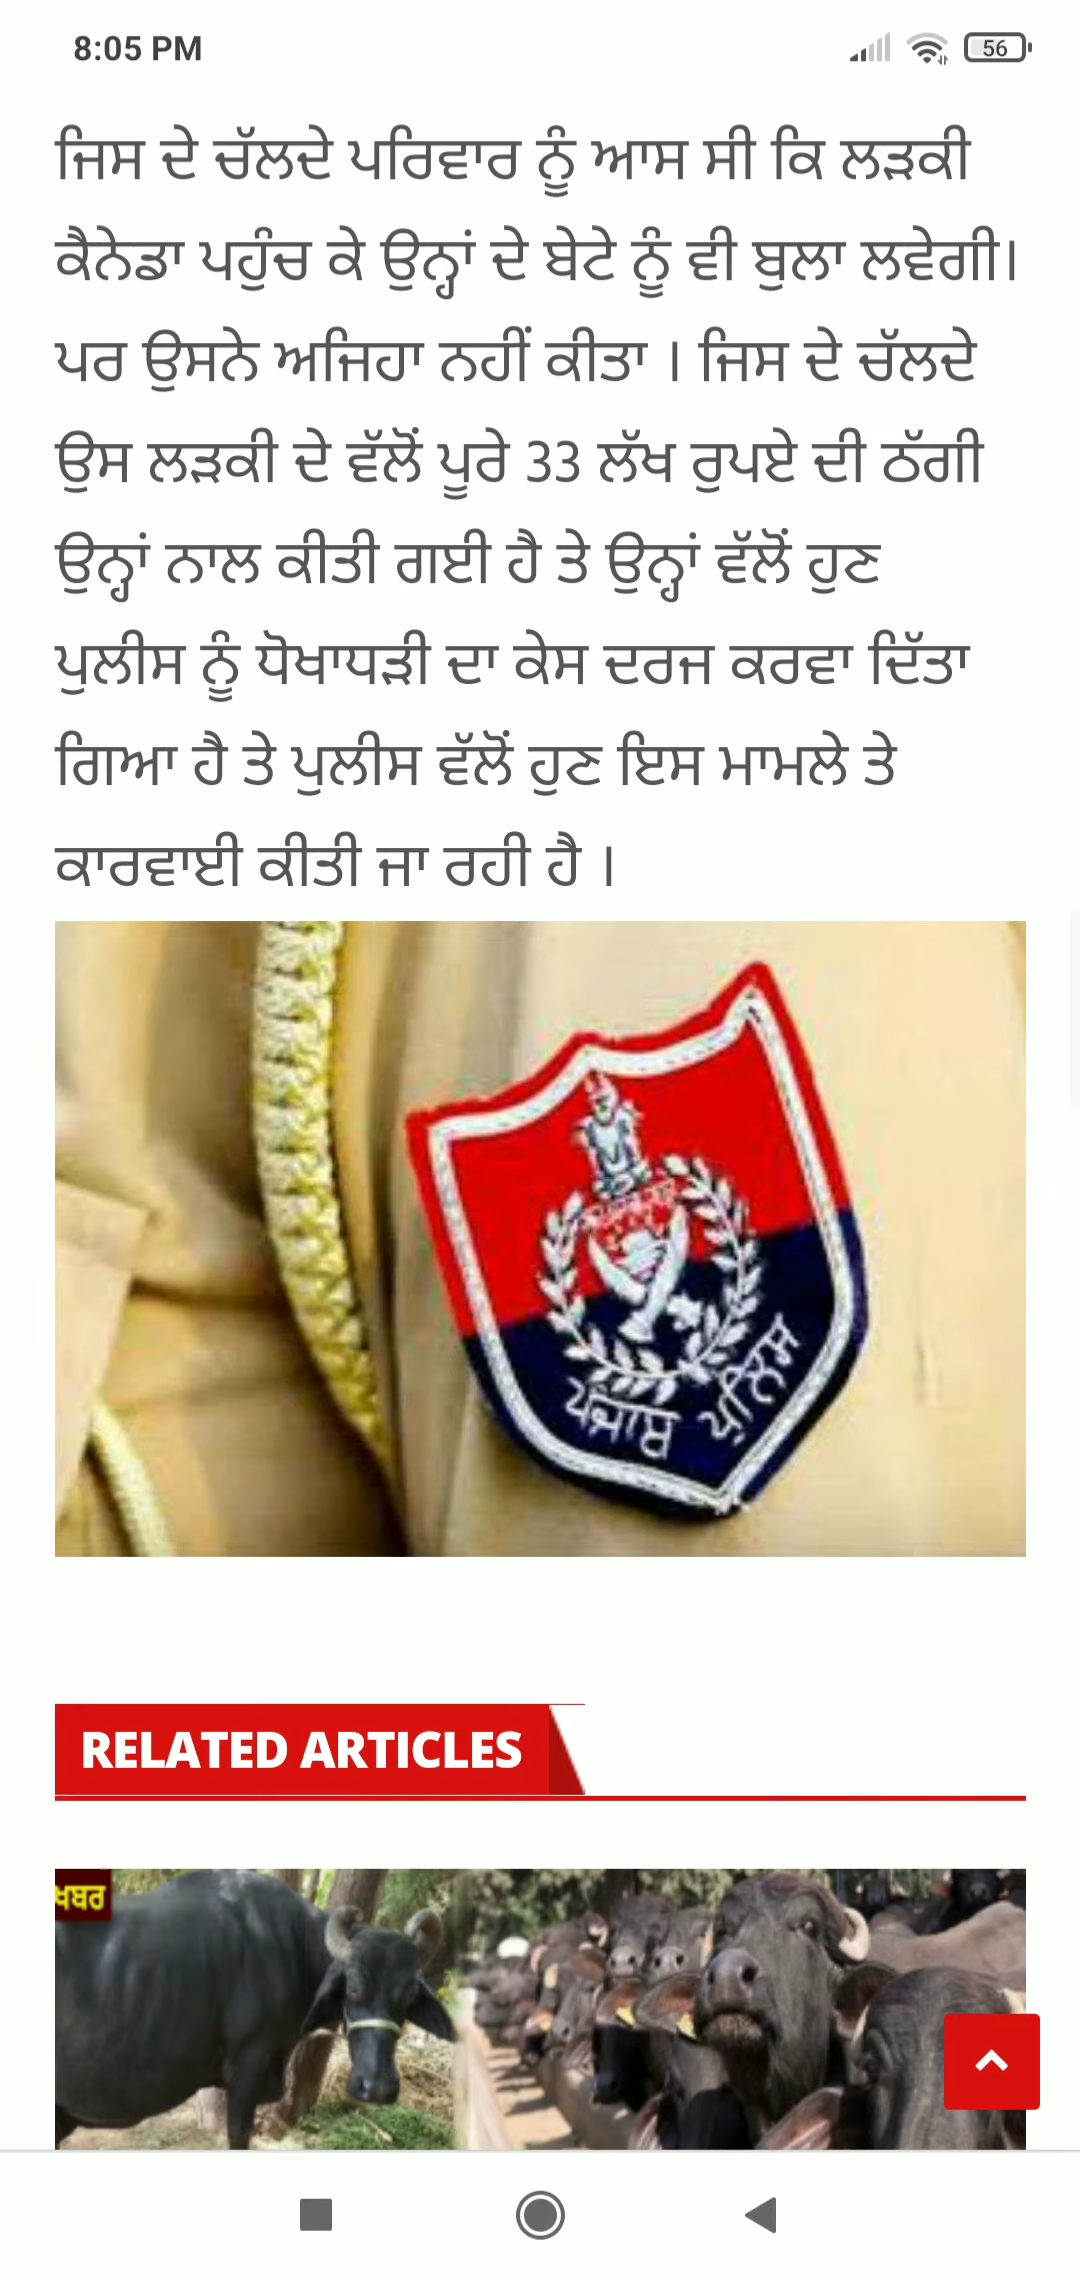 8:05 PM
56
ਜਿਸ ਦੇ ਚੱਲਦੇ ਪਰਿਵਾਰ ਨੂੰ ਆਸ ਸੀ ਕਿ ਲੜਕੀ
ਕੈਨੇਡਾ ਪਹੁੰਚ ਕੇ ਉਨ੍ਹਾਂ ਦੇ ਬੇਟੇ ਨੂੰ ਵੀ ਬੁਲਾ ਲਵੇਗੀ।
ਪਰ ਉਸਨੇ ਅਜਿਹਾ ਨਹੀਂ ਕੀਤਾ । ਜਿਸ ਦੇ ਚੱਲਦੇ
ਉਸ ਲੜਕੀ ਦੇ ਵੱਲੋਂ ਪੂਰੇ 33 ਲੱਖ ਰੁਪਏ ਦੀ ਠੱਗੀ
ਉਨ੍ਹਾਂ ਨਾਲ ਕੀਤੀ ਗਈ ਹੈ ਤੇ ਉਨ੍ਹਾਂ ਵੱਲੋਂ ਹੁਣ
ਪੁਲੀਸ ਨੂੰ ਧੋਖਾਧੜੀ ਦਾ ਕੇਸ ਦਰਜ ਕਰਵਾ ਦਿੱਤਾ
ਗਿਆ ਹੈ ਤੇ ਪੁਲੀਸ ਵੱਲੋਂ ਹੁਣ ਇਸ ਮਾਮਲੇ ਤੇ
ਕਾਰਵਾਈ ਕੀਤੀ ਜਾ ਰਹੀ ਹੈ ।
ਪੰਜਾਬ ਪੁਲਿਸ
RELATED ARTICLES
ਖਬਰ